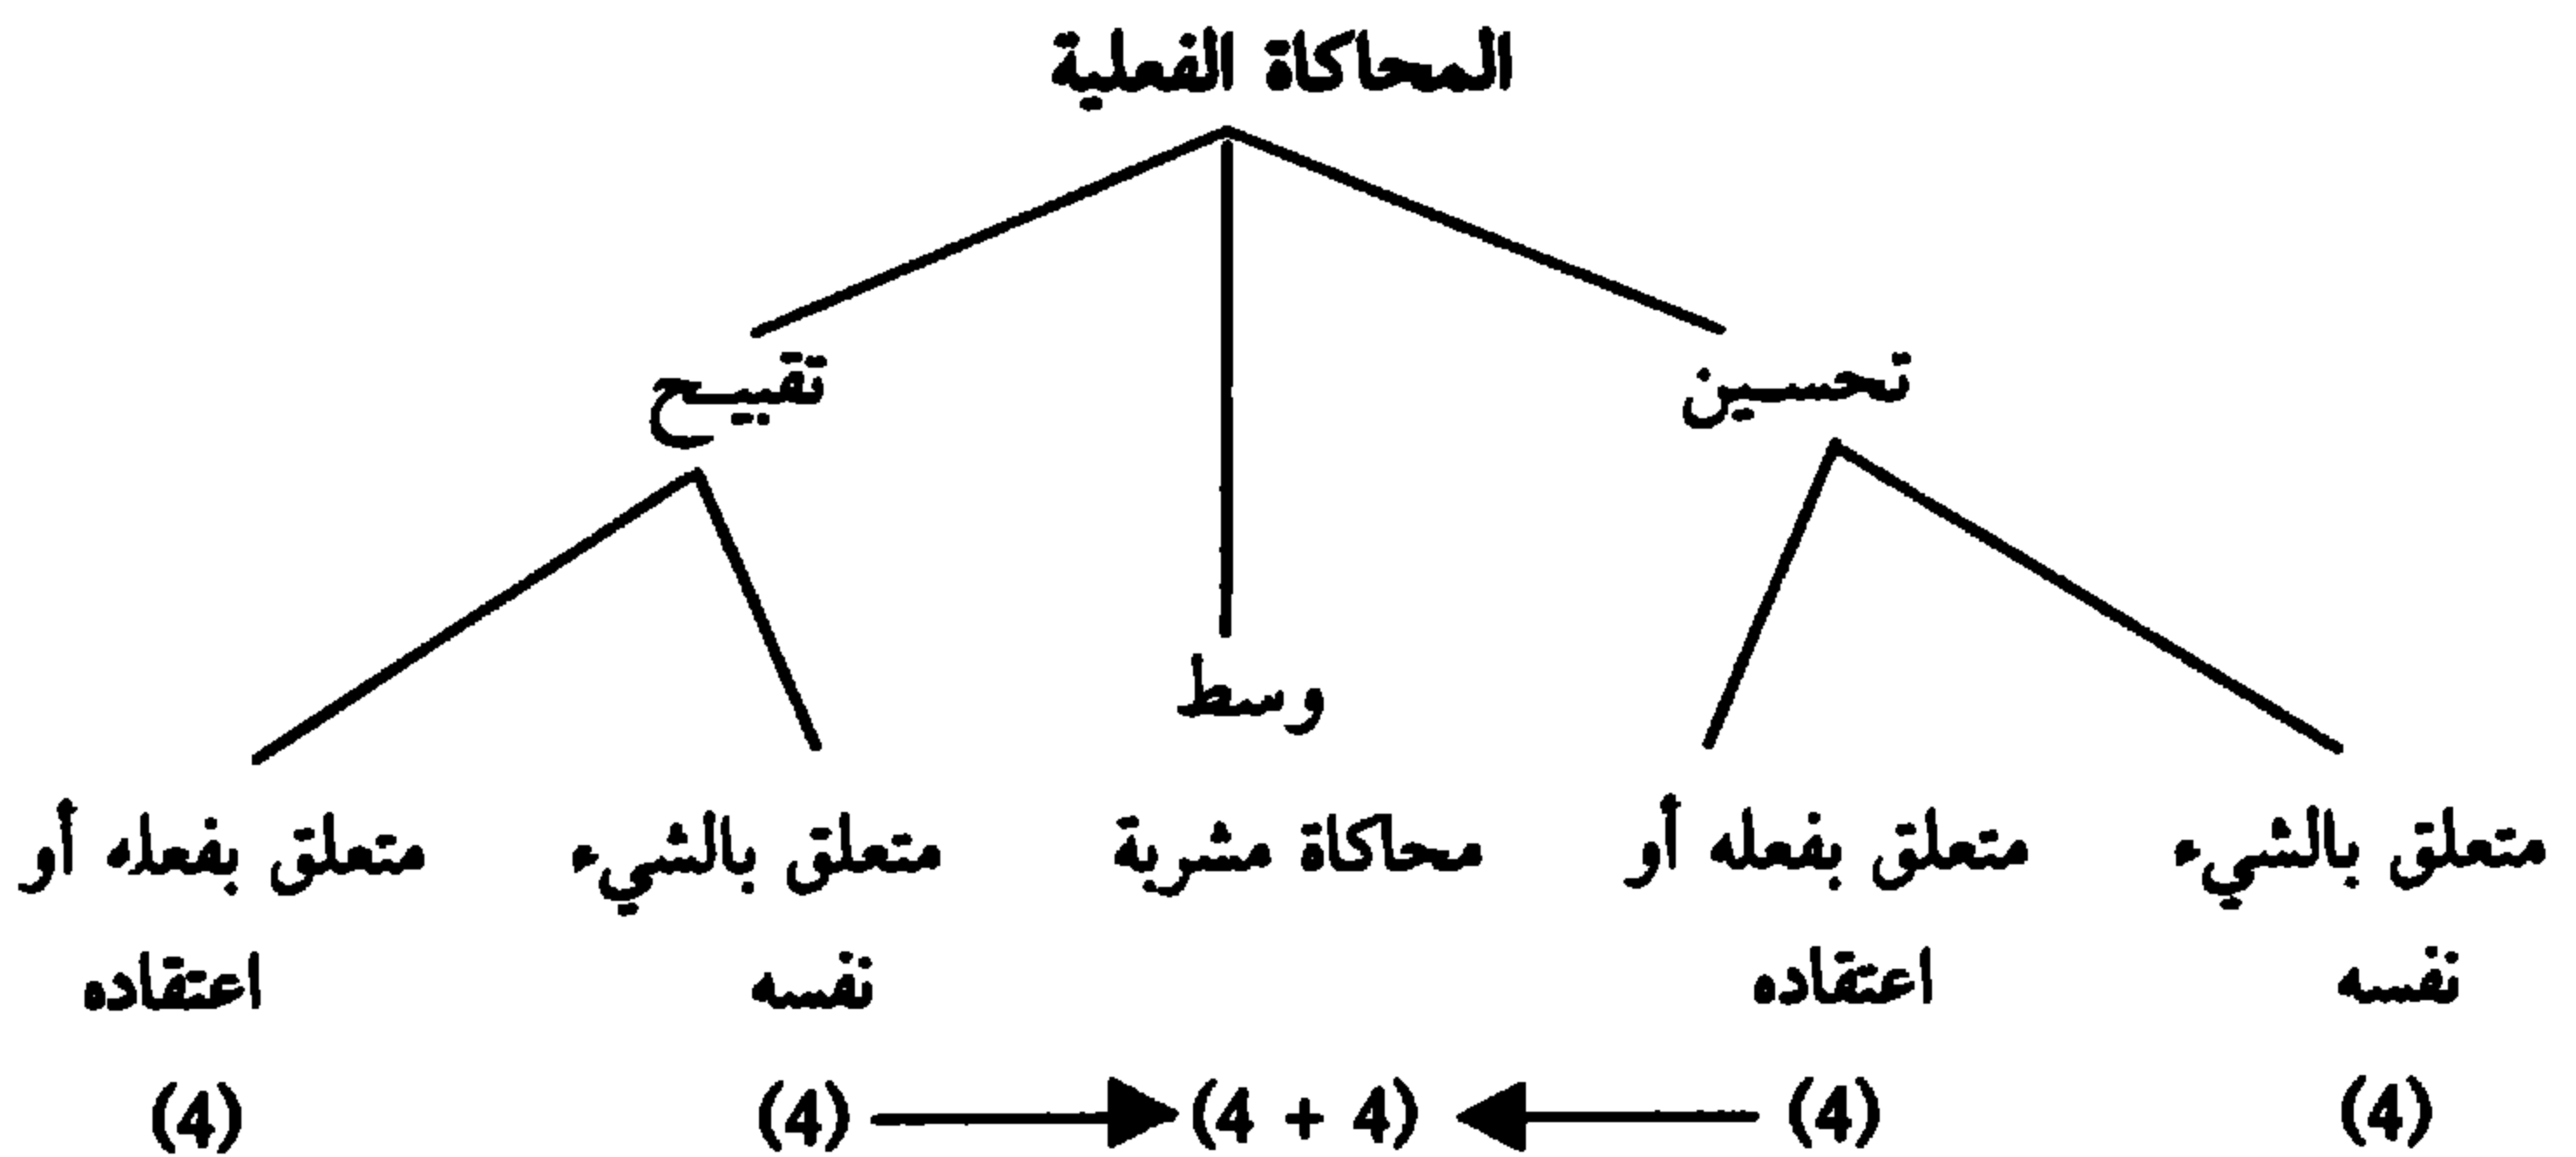 المحاكاة الفعلية
تحسين تقبيح
وسط
متعلق بالشيء متعلق بفعله أو محاكاة مشربة متعلق بالشيء متعلق بفعله أو
نفسه اعتقاده نفسه اعتقاده
(4) (4) (4 + 4) (4) (4)